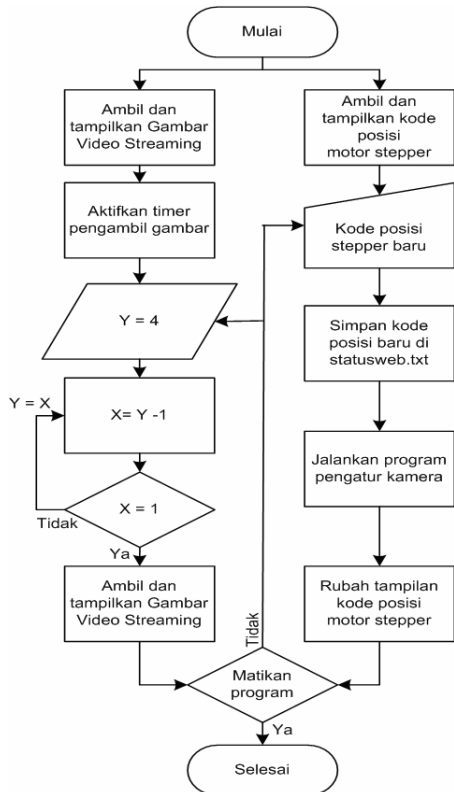 Mulai
Ambil dan
tampilkan Gambar
Video Streaming
Aktifkan timer
pengambil gambar
Y = 4
Y = X
X= Y -1
X = 1
Tidak
Ya
Ambil dan
tampilkan Gambar
Video Streaming
Ambil dan
tampilkan kode
posisi
motor stepper
Kode posisi
stepper baru
Simpan kode
posisi baru di
statusweb.txt
Jalankan program
pengatur kamera
Rubah tampilan
kode posisi
motor stepper
Tidak
Matikan
program
Ya
Selesai